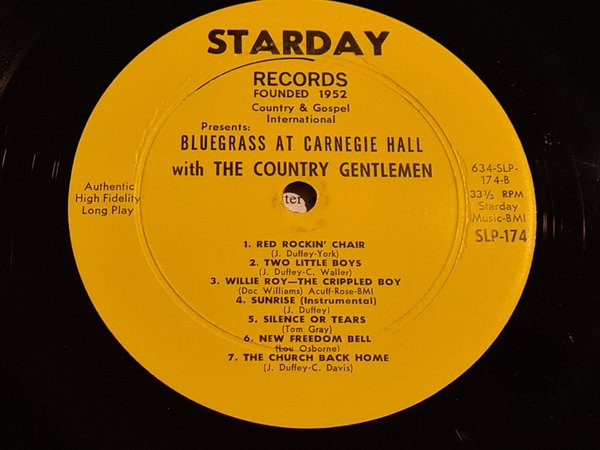 STARDAY
RECORDS
FOUNDED 1952
Country & Gospel
International
Presents:
BLUEGRASS AT CARNEGIE HALL
with THE COUNTRY GENTLEMEN
Authentic
High Fidelity
Long Play
634-SLP-
174-B
33⅓ RPM
Starday
Music-BMI
SLP-174
1. RED ROCKIN' CHAIR
(J. Duffey-York)
2. TWO LITTLE BOYS
(J. Duffey-C. Waller)
3. WILLIE ROY—THE CRIPPLED BOY
(Doc Williams) Acuff-Rose-BMI
4. SUNRISE (Instrumental)
(J. Duffey)
5. SILENCE OR TEARS
(Tom Gray)
6. NEW FREEDOM BELL
(Lou Osborne)
7. THE CHURCH BACK HOME
(J. Duffey-C. Davis)